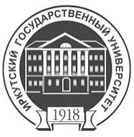 ИРКУТСКИЙ ГОСУДАРСТВЕННЫЙ УНИВЕРСИТЕТ
1918